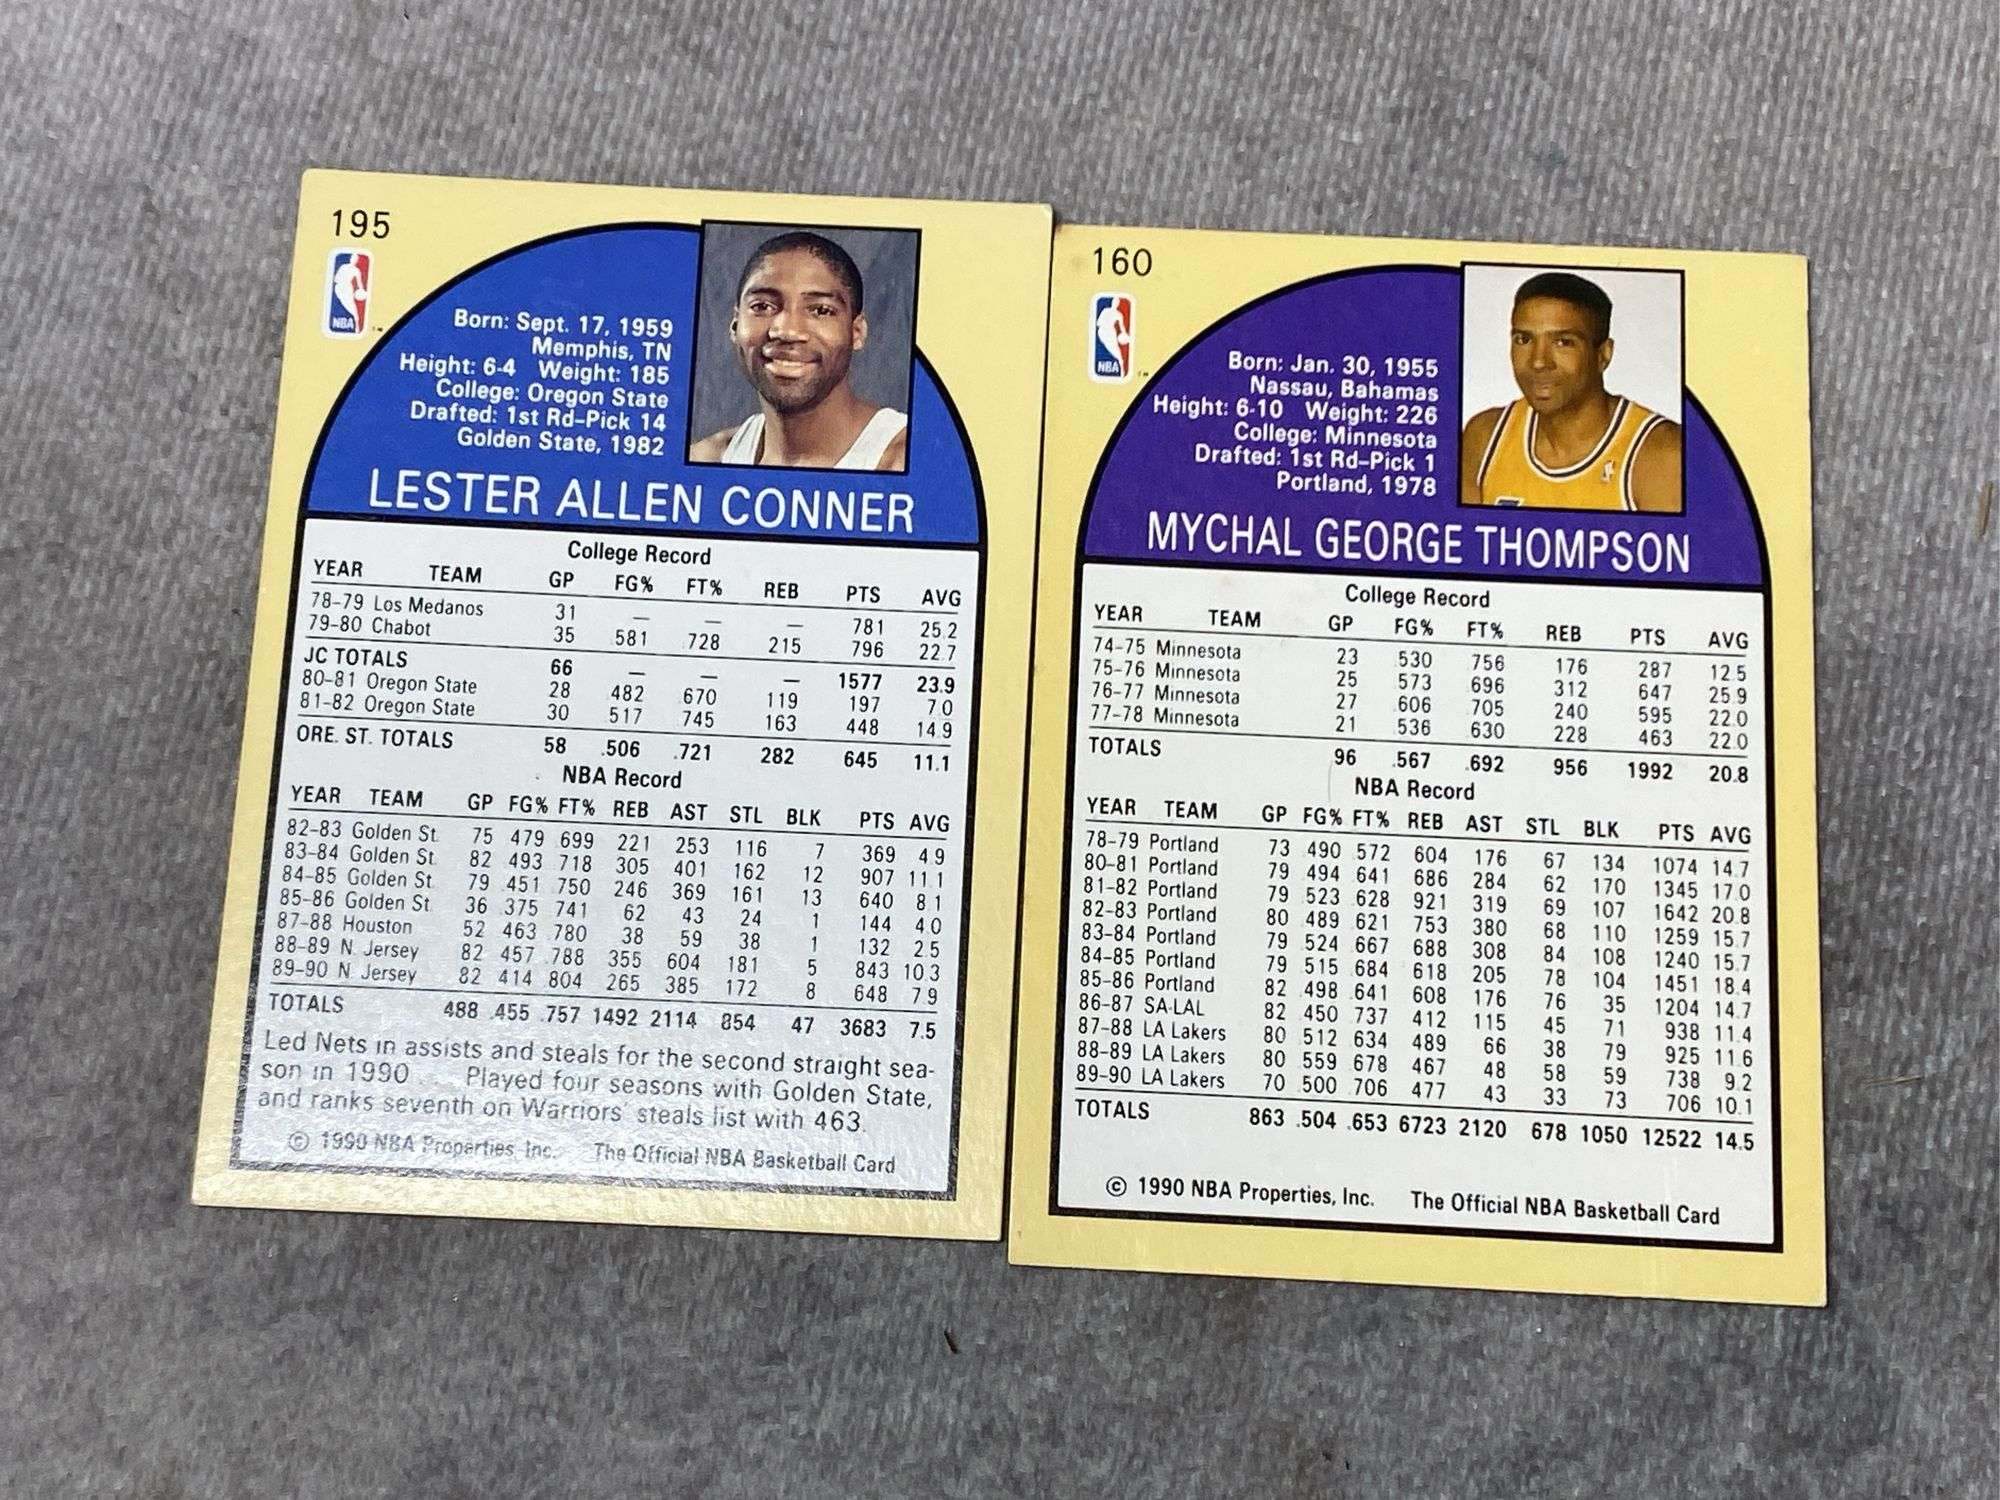 195
NBA
Born: Sept. 17, 1959
Memphis, TN
Height: 6-4 Weight: 185
College: Oregon State
Drafted: 1st Rd-Pick 14
Golden State, 1982
LESTER ALLEN CONNER
College Record
YEAR TEAM GP FG% FT% REB PTS AVG
78-79 Los Medanos 31 — — — 781 25.2
79-80 Chabot 35 .581 .728 215 796 22.7
JC TOTALS 66 — — — 1577 23.9
80-81 Oregon State 28 .482 .670 119 197 7.0
81-82 Oregon State 30 .517 .745 163 448 14.9
ORE. ST. TOTALS 58 .506 .721 282 645 11.1
NBA Record
YEAR TEAM GP FG% FT% REB AST STL BLK PTS AVG
82-83 Golden St. 75 .479 .699 221 253 116 7 369 4.9
83-84 Golden St. 82 .493 .718 305 401 162 12 907 11.1
84-85 Golden St. 79 .451 .750 246 369 161 13 640 8.1
85-86 Golden St. 36 .375 .741 62 43 24 1 144 4.0
87-88 Houston 52 .463 .780 38 59 38 1 132 2.5
88-89 N. Jersey 82 .457 .788 355 604 181 5 843 10.3
89-90 N. Jersey 82 .414 .804 265 385 172 8 648 7.9
TOTALS 488 .455 .757 1492 2114 854 47 3683 7.5
Led Nets in assists and steals for the second straight sea-
son in 1990 ... Played four seasons with Golden State,
and ranks seventh on Warriors' steals list with 463.
© 1990 NBA Properties, Inc. The Official NBA Basketball Card
160
NBA
Born: Jan. 30, 1955
Nassau, Bahamas
Height: 6-10 Weight: 226
College: Minnesota
Drafted: 1st Rd-Pick 1
Portland, 1978
MYCHAL GEORGE THOMPSON
College Record
YEAR TEAM GP FG% FT% REB PTS AVG
74-75 Minnesota 23 .530 .756 176 287 12.5
75-76 Minnesota 25 .573 .696 312 647 25.9
76-77 Minnesota 27 .606 .705 240 595 22.0
77-78 Minnesota 21 .536 .630 228 463 22.0
TOTALS 96 .567 .692 956 1992 20.8
NBA Record
YEAR TEAM GP FG% FT% REB AST STL BLK PTS AVG
78-79 Portland 73 .490 .572 604 176 67 134 1074 14.7
80-81 Portland 79 .494 .641 686 284 62 170 1345 17.0
81-82 Portland 79 .523 .628 921 319 69 107 1642 20.8
82-83 Portland 80 .489 .621 753 380 68 110 1259 15.7
83-84 Portland 79 .524 .667 688 308 84 108 1240 15.7
84-85 Portland 79 .515 .684 618 205 78 104 1451 18.4
85-86 Portland 82 .498 .641 608 176 76 35 1204 14.7
86-87 SA-LAL 82 .450 .737 412 115 45 71 938 11.4
87-88 LA Lakers 80 .512 .634 489 66 38 79 925 11.6
88-89 LA Lakers 80 .559 .678 467 48 58 59 738 9.2
89-90 LA Lakers 70 .500 .706 477 43 33 73 706 10.1
TOTALS 863 .504 .653 6723 2120 678 1050 12522 14.5
© 1990 NBA Properties, Inc. The Official NBA Basketball Card